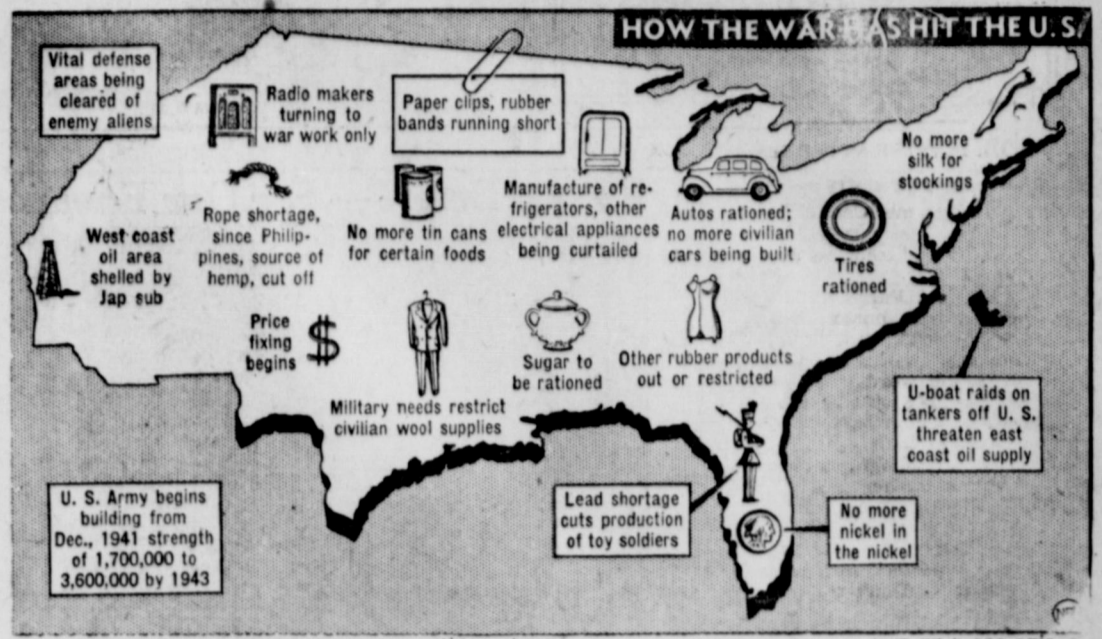 HOW THE WAR HAS HIT THE U. S.
Vital defense
areas being
cleared of
enemy aliens
Radio makers
turning to
war work only
Paper clips, rubber
bands running short
No more
silk for
stockings
Rope shortage,
since Philip-
pines, source of
hemp, cut off
No more tin cans
for certain foods
Manufacture of re-
frigerators, other
electrical appliances
being curtailed
Autos rationed;
no more civilian
cars being built
Tires
rationed
West coast
oil area
shelled by
Jap sub
Price
fixing
begins
$
Military needs restrict
civilian wool supplies
Sugar to
be rationed
Other rubber products
out or restricted
U-boat raids on
tankers off U. S.
threaten east
coast oil supply
U. S. Army begins
building from
Dec., 1941 strength
of 1,700,000 to
3,600,000 by 1943
Lead shortage
cuts production
of toy soldiers
No more
nickel in
the nickel